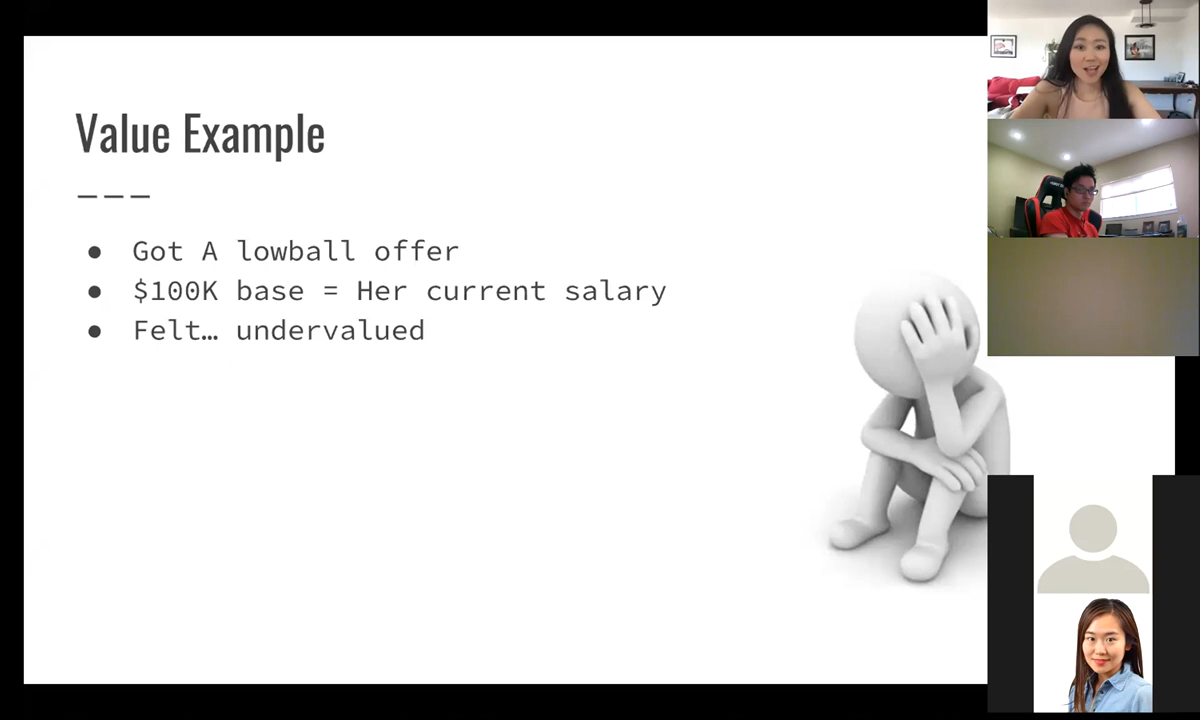 Value Example
● Got A lowball offer
● $100K base = Her current salary
● Felt… undervalued